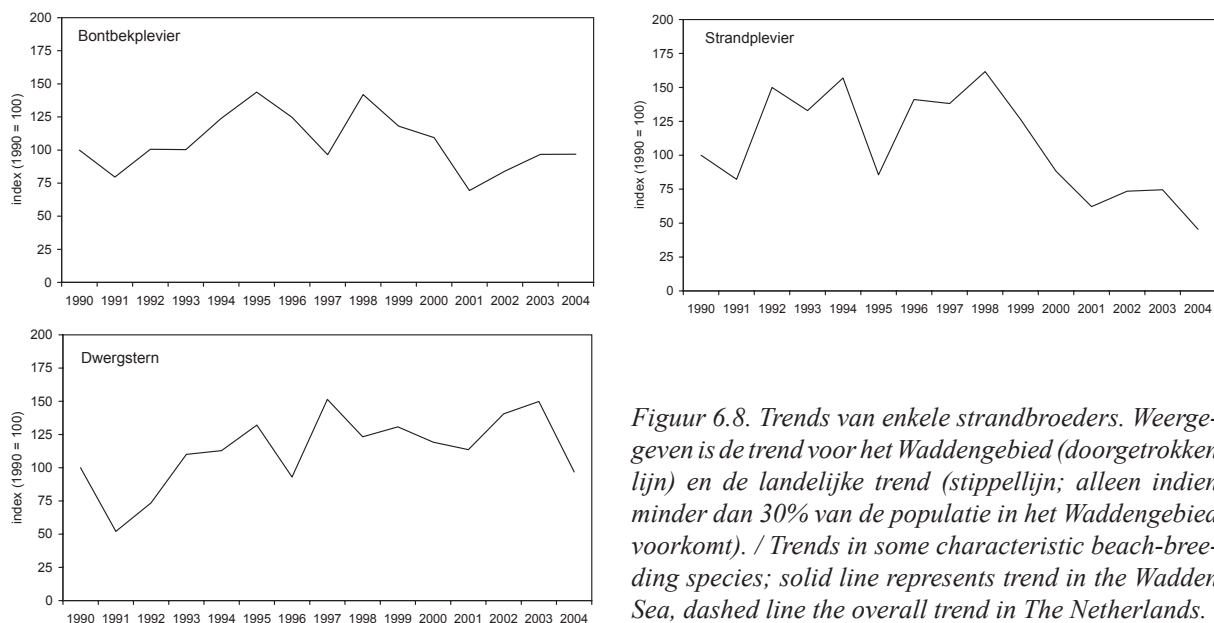 Bontbekplevier
index (1990 = 100)
200
175
150
125
100
75
50
25
0
1990 1991 1992 1993 1994 1995 1996 1997 1998 1999 2000 2001 2002 2003 2004
Strandplevier
index (1990 = 100)
200
175
150
125
100
75
50
25
0
1990 1991 1992 1993 1994 1995 1996 1997 1998 1999 2000 2001 2002 2003 2004
Dwergstern
index (1990 = 100)
200
175
150
125
100
75
50
25
0
1990 1991 1992 1993 1994 1995 1996 1997 1998 1999 2000 2001 2002 2003 2004
Figuur 6.8. Trends van enkele strandbroeders. Weerge-
geven is de trend voor het Waddengebied (doorgetrokken
lijn) en de landelijke trend (stippellijn; alleen indien
minder dan 30% van de populatie in het Waddengebied
voorkomt). / Trends in some characteristic beach-bree-
ding species; solid line represents trend in the Wadden
Sea, dashed line the overall trend in The Netherlands.